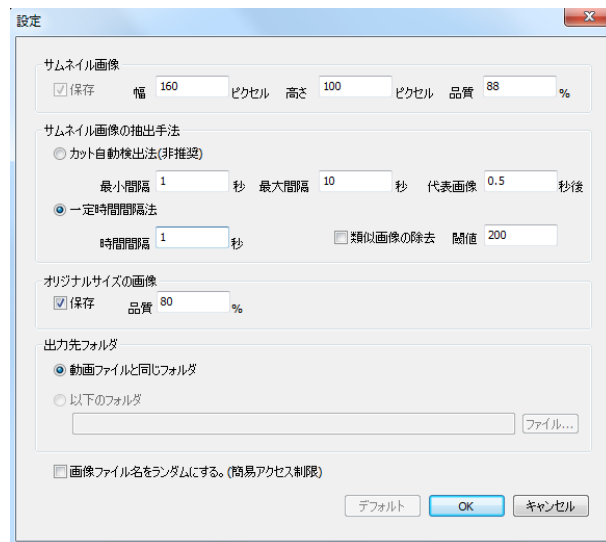 設定
サムネイル画像
保存 幅 160 ピクセル 高さ 100 ピクセル 品質 88 %
サムネイル画像の抽出手法
カット自動検出法(非推奨)
最小間隔 1 秒 最大間隔 10 秒 代表画像 0.5 秒後
一定時間間隔法
時間間隔 1 秒 類似画像の除去 閾値 200
オリジナルサイズの画像
保存 品質 80 %
出力先フォルダ
動画ファイルと同じフォルダ
以下のフォルダ
ファイル...
画像ファイル名をランダムにする。(簡易アクセス制限)
デフォルト OK キャンセル